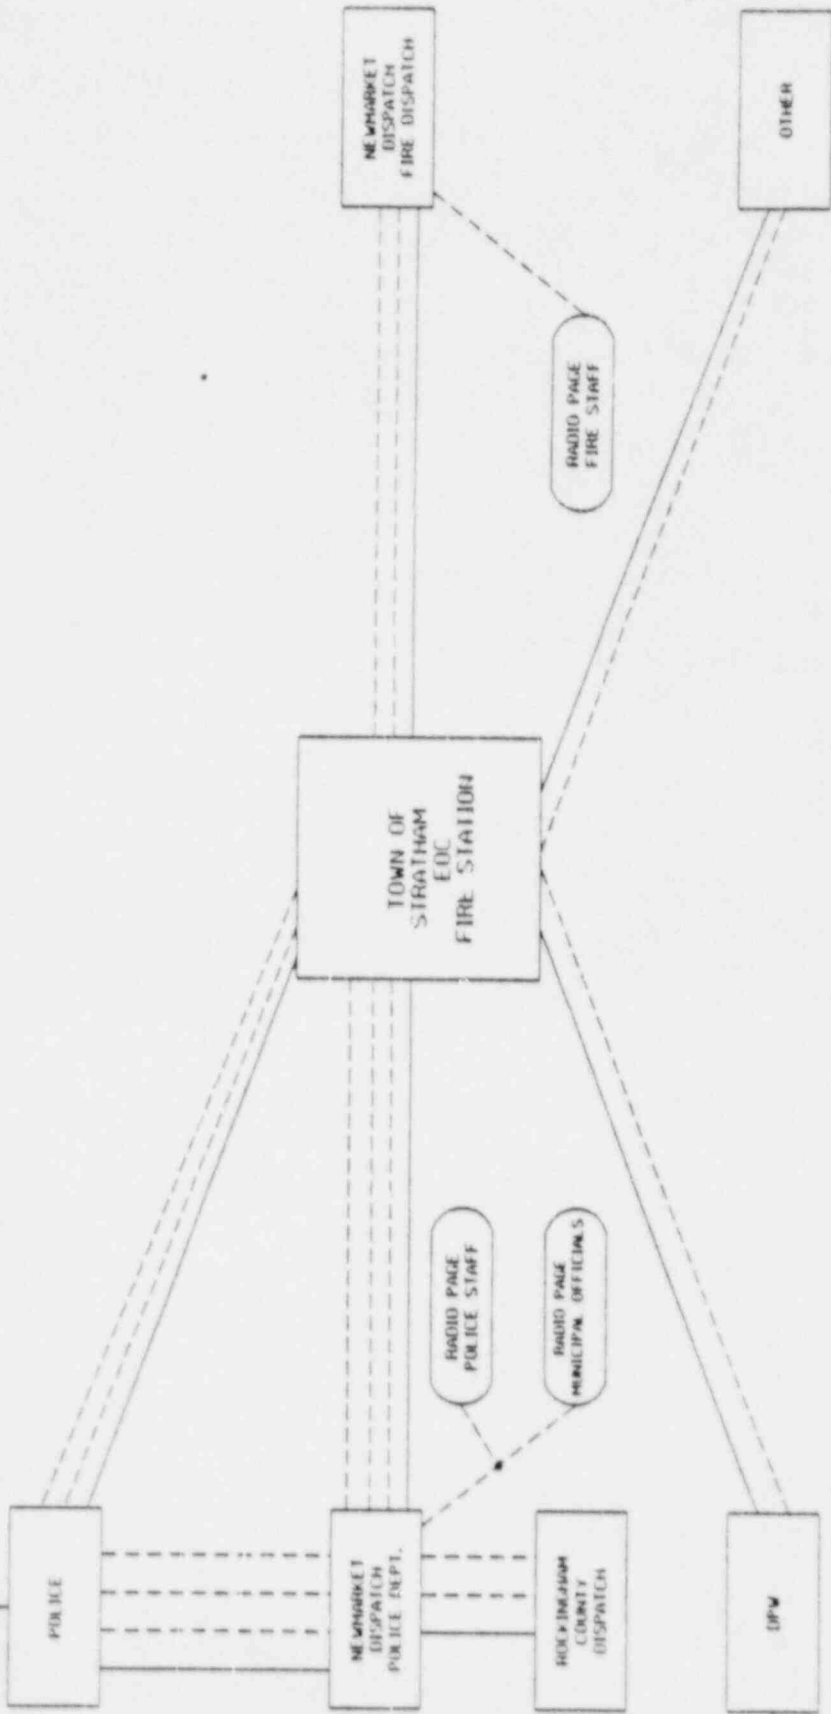 POLICE
NEWMARKET
DISPATCH
POLICE DEPT.
ROCKINGHAM
COUNTY
DISPATCH
DPW
RADIO PAGE
POLICE STAFF
RADIO PAGE
MUNICIPAL OFFICIALS
TOWN OF
STRATHAM
EOC
FIRE STATION
NEWMARKET
DISPATCH
FIRE DISPATCH
RADIO PAGE
FIRE STAFF
OTHER